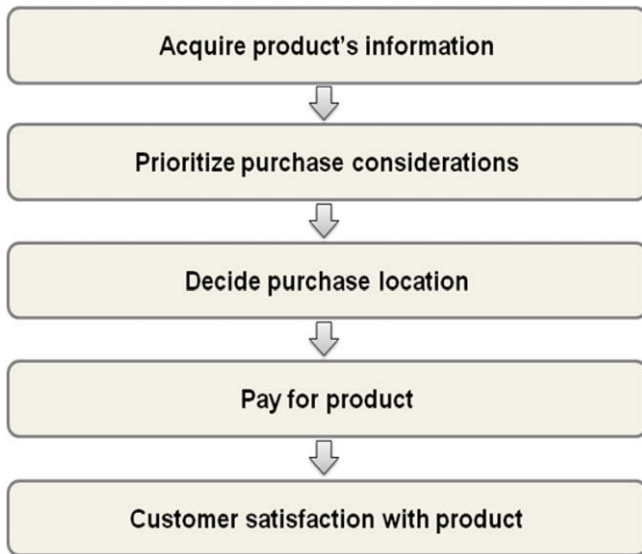 Acquire product's information
Prioritize purchase considerations
Decide purchase location
Pay for product
Customer satisfaction with product